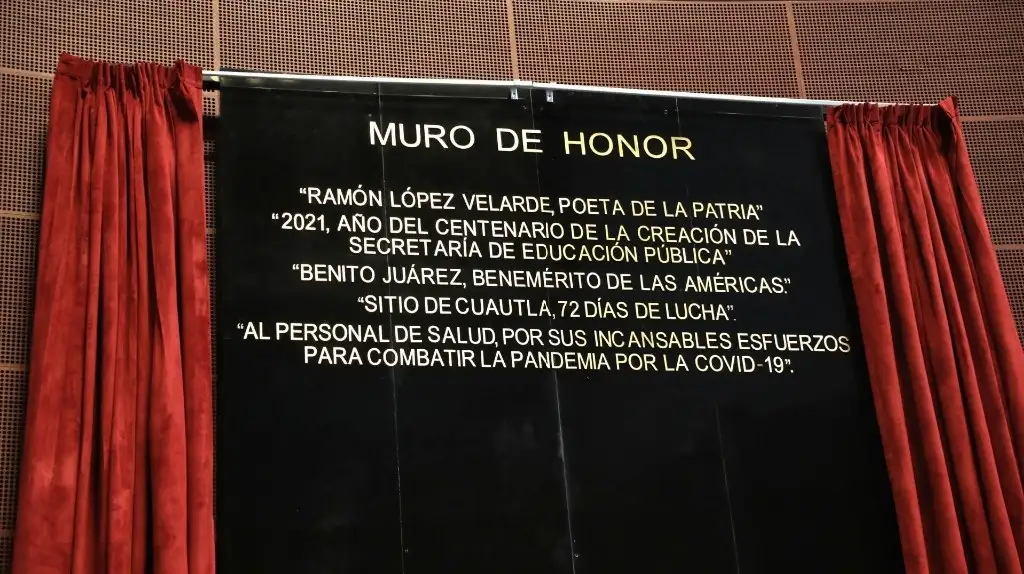 MURO DE HONOR
“RAMÓN LÓPEZ VELARDE, POETA DE LA PATRIA”
“2021, AÑO DEL CENTENARIO DE LA CREACIÓN DE LA
SECRETARÍA DE EDUCACIÓN PÚBLICA”
“BENITO JUÁREZ, BENEMÉRITO DE LAS AMÉRICAS.”
“SITIO DE CUAUTLA, 72 DÍAS DE LUCHA”.
“AL PERSONAL DE SALUD, POR SUS INCANSABLES ESFUERZOS
PARA COMBATIR LA PANDEMIA POR LA COVID-19”.